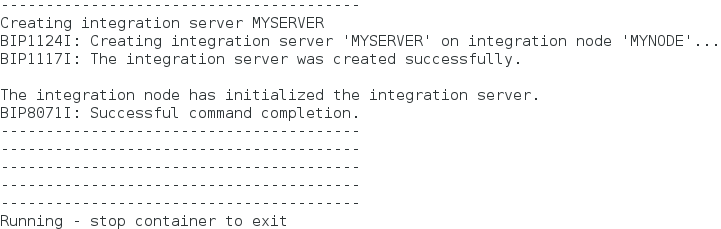 ----------------------------------------
Creating integration server MYSERVER
BIP1124I: Creating integration server 'MYSERVER' on integration node 'MYNODE'...
BIP1117I: The integration server was created successfully.

The integration node has initialized the integration server.
BIP8071I: Successful command completion.
----------------------------------------
----------------------------------------
----------------------------------------
----------------------------------------
----------------------------------------
Running - stop container to exit